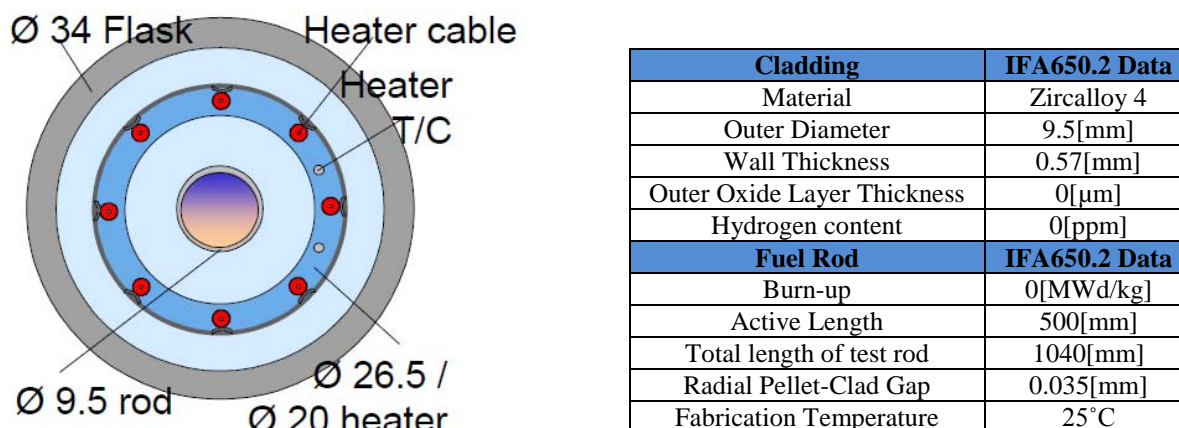 Ø 34 Flask
Heater cable
Heater
T/C
Ø 26.5 /
Ø 9.5 rod
Ø 20 heater
Cladding IFA650.2 Data
Material Zircalloy 4
Outer Diameter 9.5[mm]
Wall Thickness 0.57[mm]
Outer Oxide Layer Thickness 0[µm]
Hydrogen content 0[ppm]
Fuel Rod IFA650.2 Data
Burn-up 0[MWd/kg]
Active Length 500[mm]
Total length of test rod 1040[mm]
Radial Pellet-Clad Gap 0.035[mm]
Fabrication Temperature 25˚C